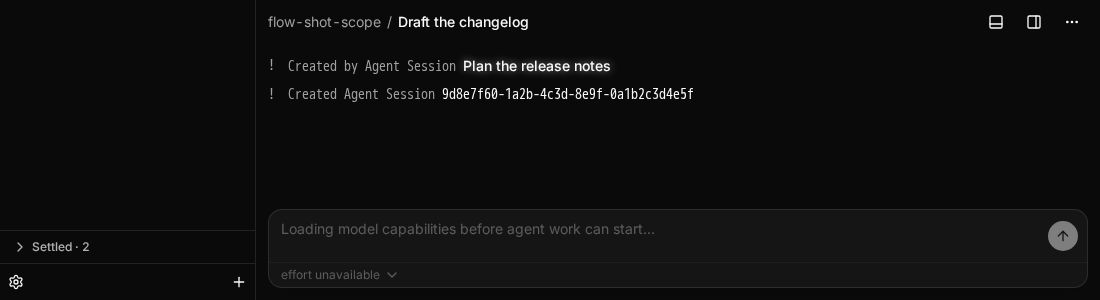 flow-shot-scope / Draft the changelog
! Created by Agent Session Plan the release notes
! Created Agent Session 9d8e7f60-1a2b-4c3d-8e9f-0a1b2c3d4e5f
Loading model capabilities before agent work can start...
Settled · 2
effort unavailable